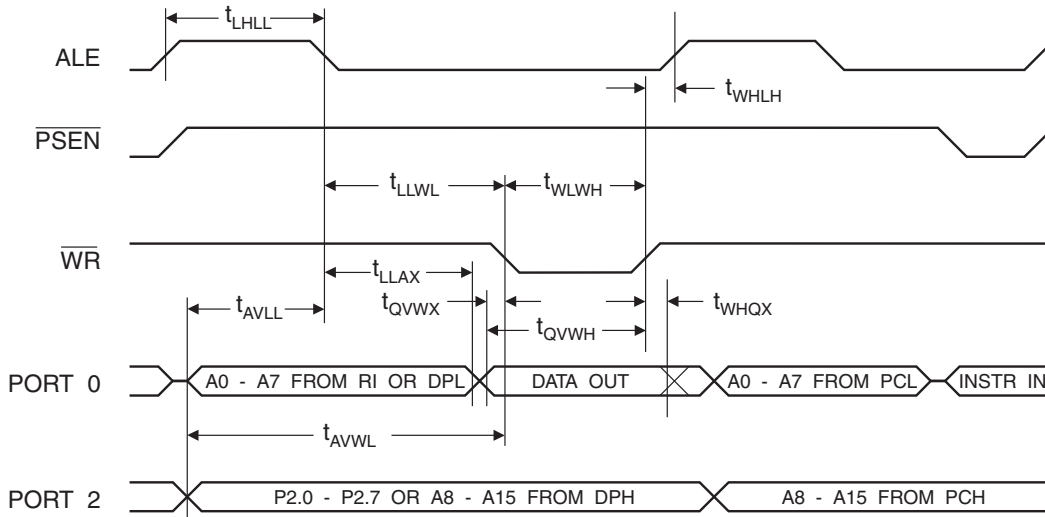 tLHLL
ALE
tWHLH
PSEN
tLLWL
tWLWH
WR
tLLAX
tAVLL
tQVWX
tWHQX
tQVWH
PORT 0
A0 - A7 FROM RI OR DPL
DATA OUT
A0 - A7 FROM PCL
INSTR IN
tAVWL
PORT 2
P2.0 - P2.7 OR A8 - A15 FROM DPH
A8 - A15 FROM PCH